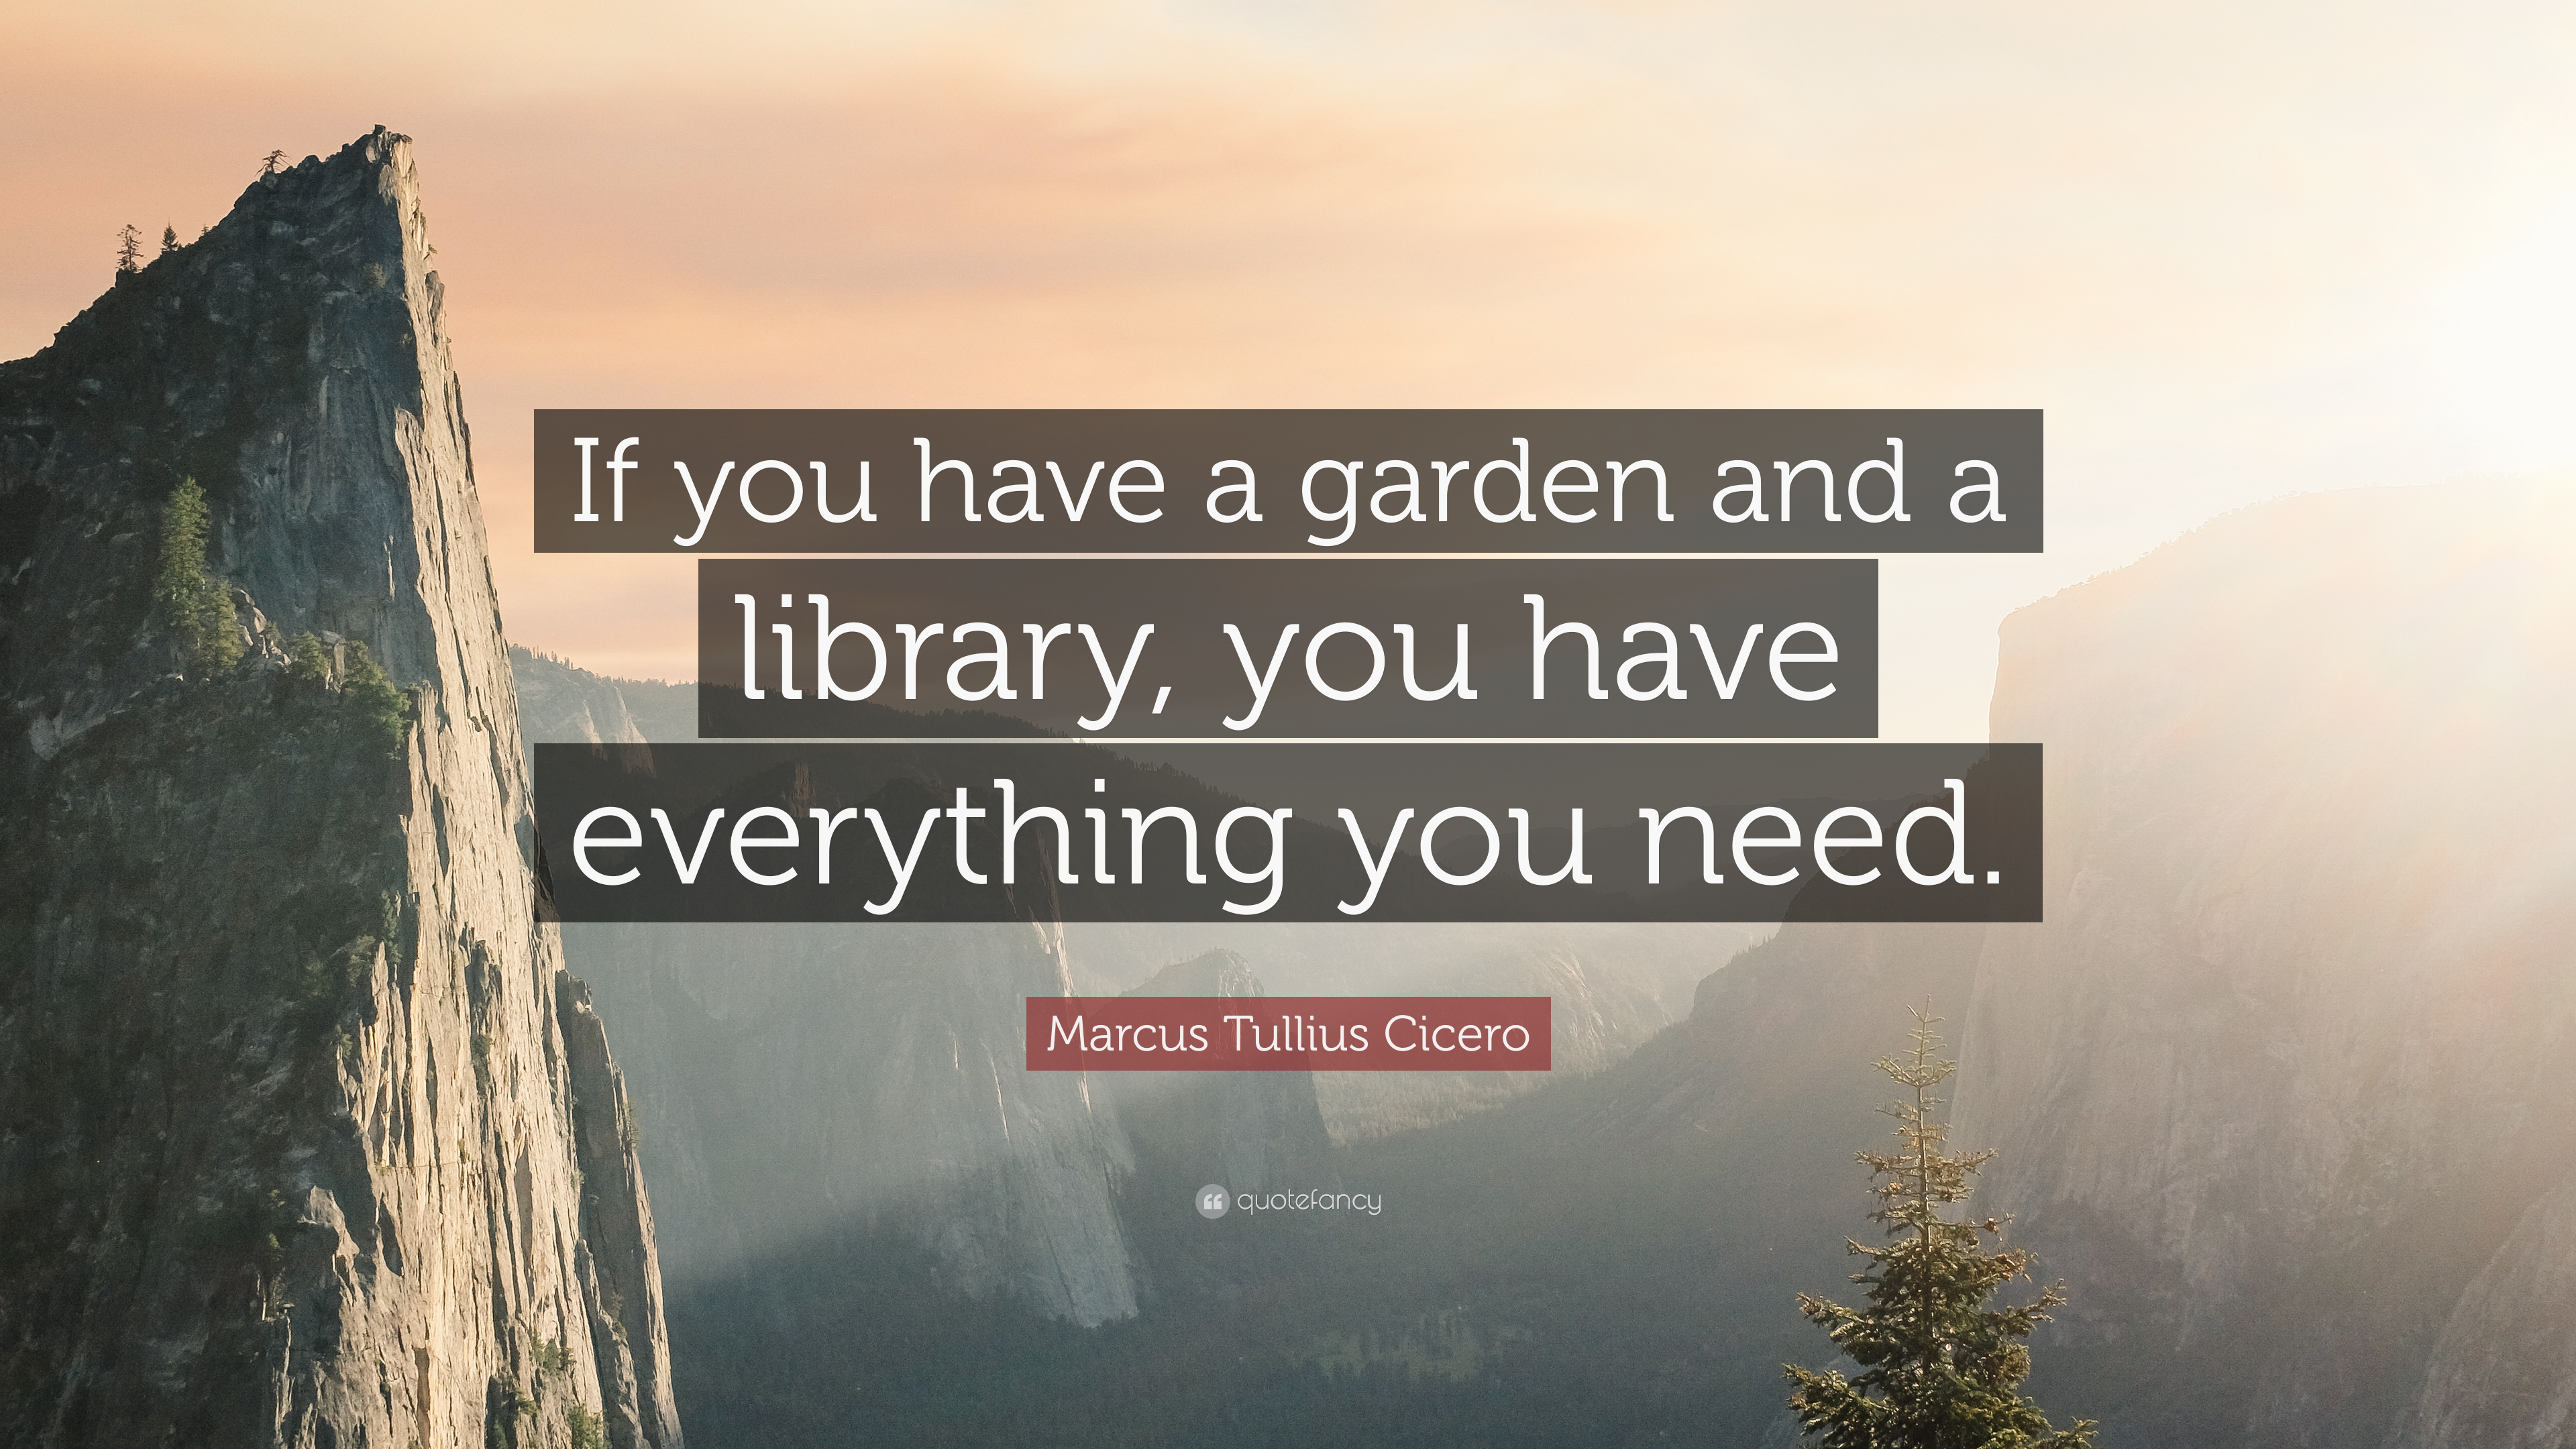 If you have a garden and a
library, you have
everything you need.
Marcus Tullius Cicero
quotefancy